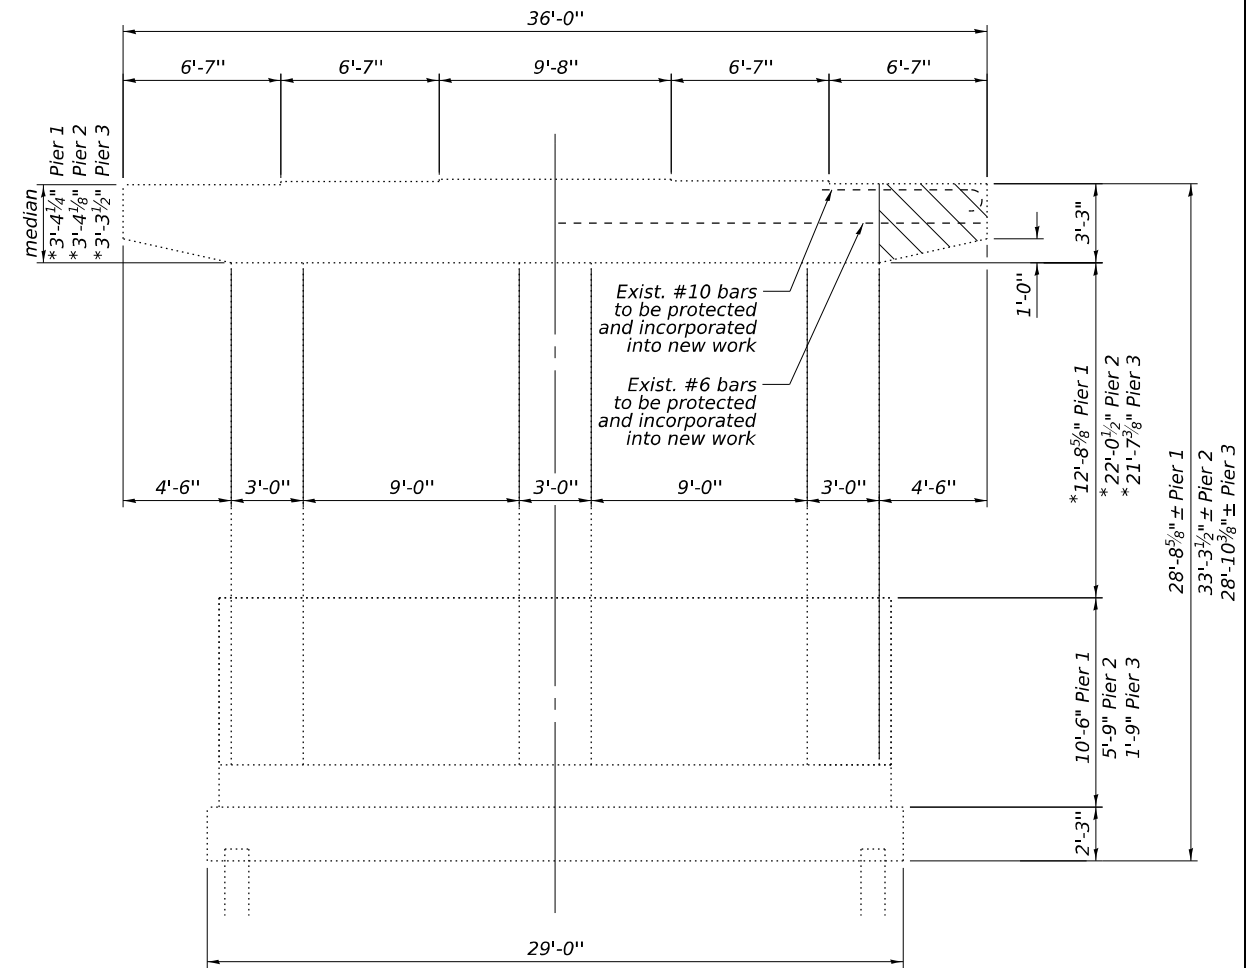 36'-0"
6'-7"
6'-7"
9'-8"
6'-7"
6'-7"
median
*3'-4¼" Pier 1
*3'-4⅛" Pier 2
*3'-3½" Pier 3
3'-3"
1'-0"
Exist. #10 bars
to be protected
and incorporated
into new work
Exist. #6 bars
to be protected
and incorporated
into new work
*12'-8⅝" Pier 1
*22'-0½" Pier 2
*21'-7⅜" Pier 3
28'-8⅝"± Pier 1
33'-3½"± Pier 2
28'-10⅜"± Pier 3
4'-6"
3'-0"
9'-0"
3'-0"
9'-0"
3'-0"
4'-6"
10'-6" Pier 1
5'-9" Pier 2
1'-9" Pier 3
2'-3"
29'-0"